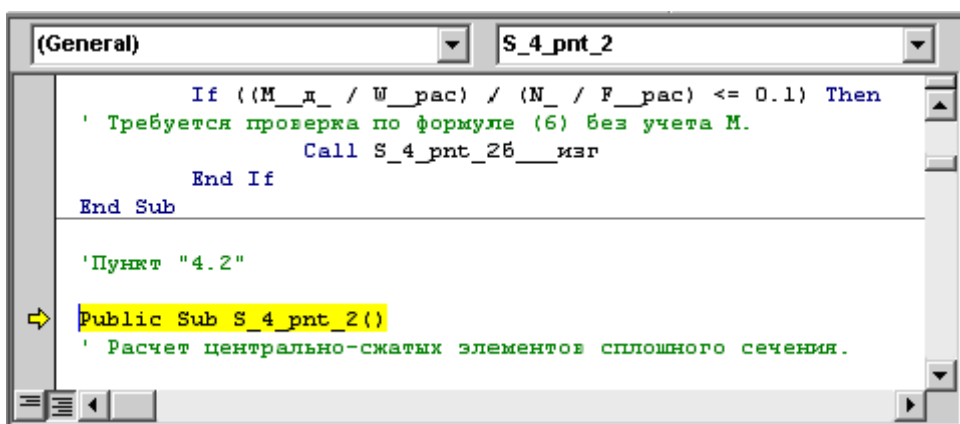 (General) S_4_pnt_2
If ((M__д_ / W__рас) / (N_ / F__рас) <= 0.1) Then
' Требуется проверка по формуле (6) без учета М.
Call S_4_pnt_2б___изг
End If
End Sub
'Пункт "4.2"
Public Sub S_4_pnt_2()
' Расчет центрально-сжатых элементов сплошного сечения.